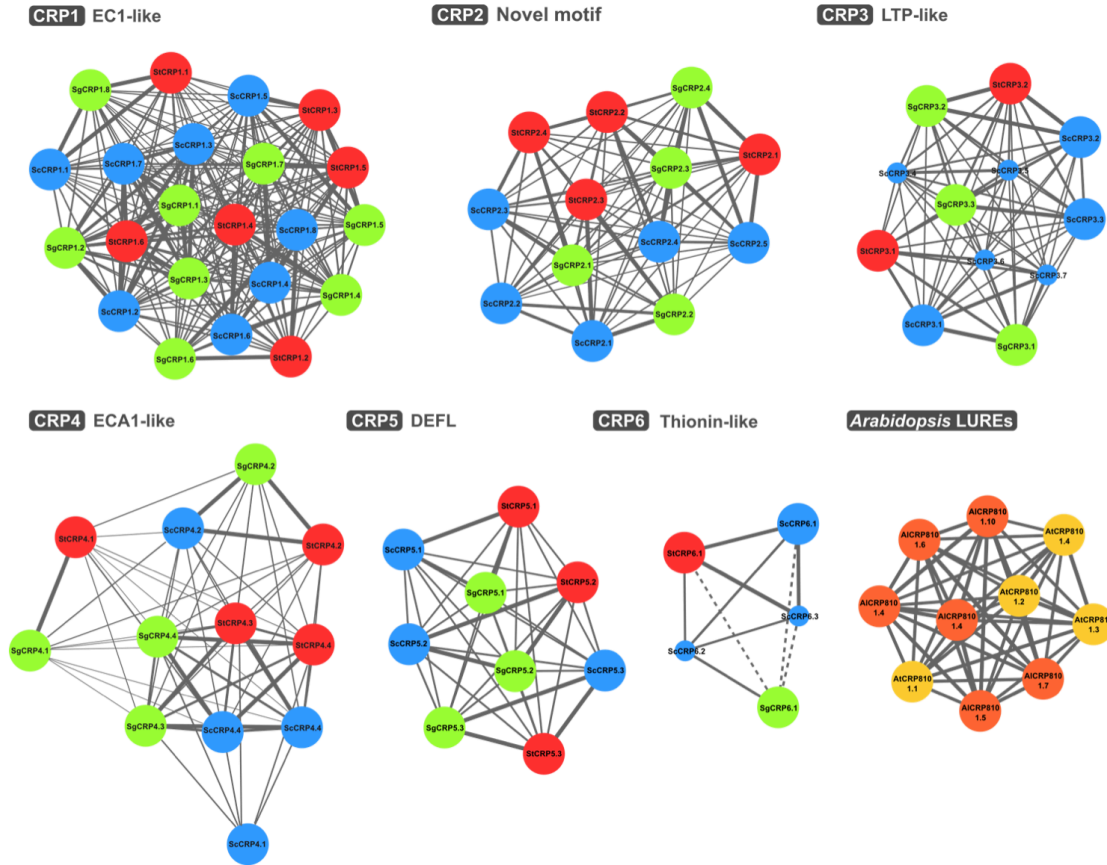 CRP1 EC1-like
CRP2 Novel motif
CRP3 LTP-like
StCRP1.1
SgCRP1.8
ScCRP1.5
StCRP1.3
ScCRP1.3
ScCRP1.7
SgCRP1.7
ScCRP1.1
StCRP1.5
SgCRP1.1
StCRP1.4
SgCRP1.5
ScCRP1.8
StCRP1.6
SgCRP1.2
SgCRP1.3
ScCRP1.4
SgCRP1.4
ScCRP1.2
ScCRP1.6
SgCRP1.6
StCRP1.2
SgCRP2.4
StCRP2.2
StCRP2.4
StCRP2.1
SgCRP2.3
StCRP2.3
ScCRP2.3
ScCRP2.4
ScCRP2.5
SgCRP2.1
ScCRP2.2
SgCRP2.2
ScCRP2.1
StCRP3.2
SgCRP3.2
ScCRP3.2
ScCRP3.4
ScCRP3.5
SgCRP3.3
ScCRP3.3
StCRP3.1
ScCRP3.6
ScCRP3.7
ScCRP3.1
SgCRP3.1
CRP4 ECA1-like
CRP5 DEFL
CRP6 Thionin-like
Arabidopsis LUREs
SgCRP4.2
ScCRP4.2
StCRP4.1
StCRP4.2
StCRP4.3
SgCRP4.4
StCRP4.4
SgCRP4.1
SgCRP4.3
ScCRP4.4
ScCRP4.4
ScCRP4.1
StCRP5.1
ScCRP5.1
StCRP5.2
SgCRP5.1
ScCRP5.2
SgCRP5.2
ScCRP5.3
SgCRP5.3
StCRP5.3
ScCRP6.1
StCRP6.1
ScCRP6.3
ScCRP6.2
SgCRP6.1
AlCRP810
1.10
AlCRP810
1.6
AtCRP810
1.4
AtCRP810
1.2
AlCRP810
1.4
AlCRP810
1.4
AtCRP81
1.3
AtCRP810
1.1
AlCRP810
1.7
AlCRP810
1.5